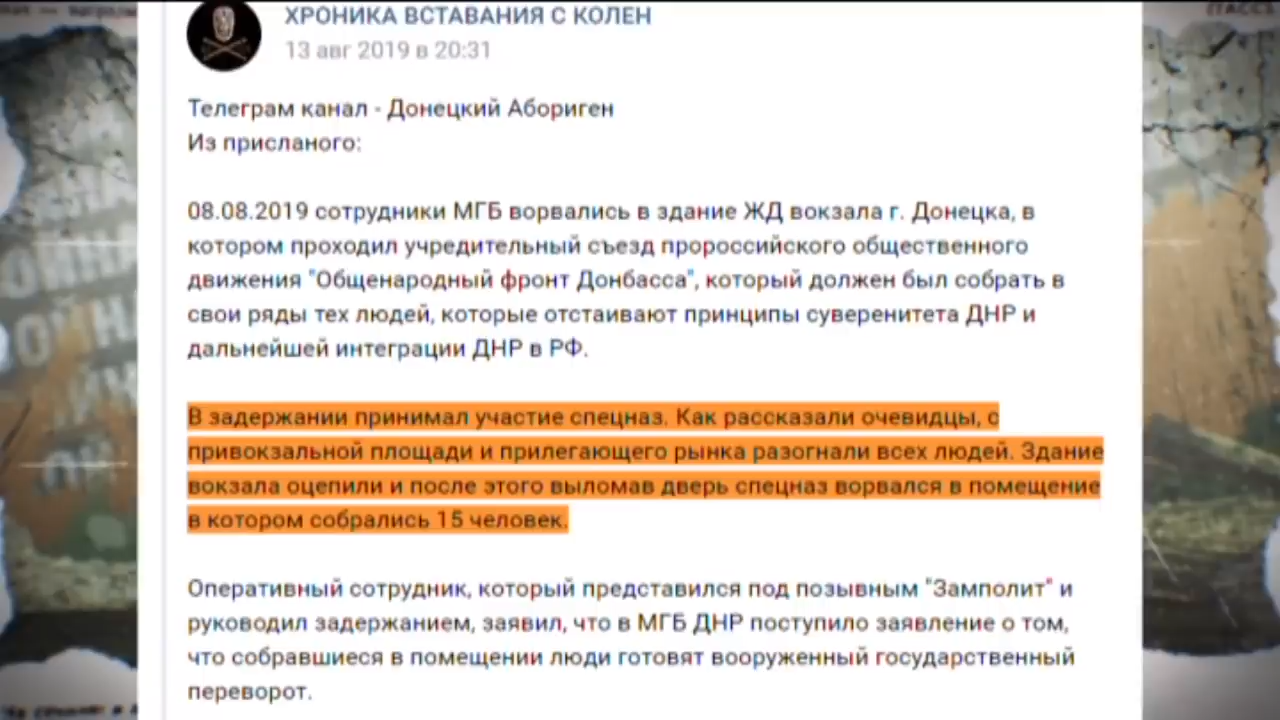 ХРОНИКА ВСТАВАНИЯ С КОЛЕН
13 авг 2019 в 20:31
Телеграм канал - Донецкий Абориген
Из присланого:
08.08.2019 сотрудники МГБ ворвались в здание ЖД вокзала г. Донецка, в
котором проходил учредительный съезд пророссийского общественного
движения "Общенародный фронт Донбасса", который должен был собрать в
свои ряды тех людей, которые отстаивают принципы суверенитета ДНР и
дальнейшей интеграции ДНР в РФ.
В задержании принимал участие спецназ. Как рассказали очевидцы, с
привокзальной площади и прилегающего рынка разогнали всех людей. Здание
вокзала оцепили и после этого выломав дверь спецназ ворвался в помещение
в котором собрались 15 человек.
Оперативный сотрудник, который представился под позывным "Замполит" и
руководил задержанием, заявил, что в МГБ ДНР поступило заявление о том,
что собравшиеся в помещении люди готовят вооруженный государственный
переворот.